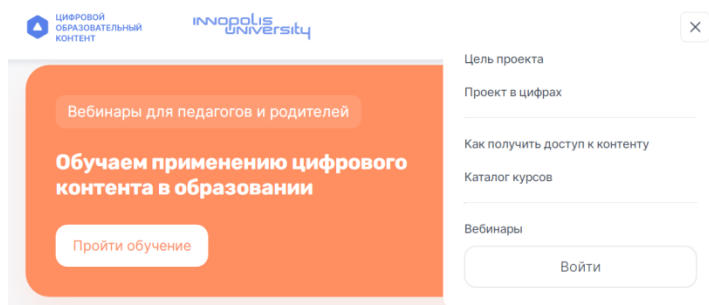 ЦИФРОВОЙ
ОБРАЗОВАТЕЛЬНЫЙ
КОНТЕНТ
innopolis
university
Вебинары для педагогов и родителей
Обучаем применению цифрового
контента в образовании
Пройти обучение
Цель проекта
Проект в цифрах
Как получить доступ к контенту
Каталог курсов
Вебинары
Войти